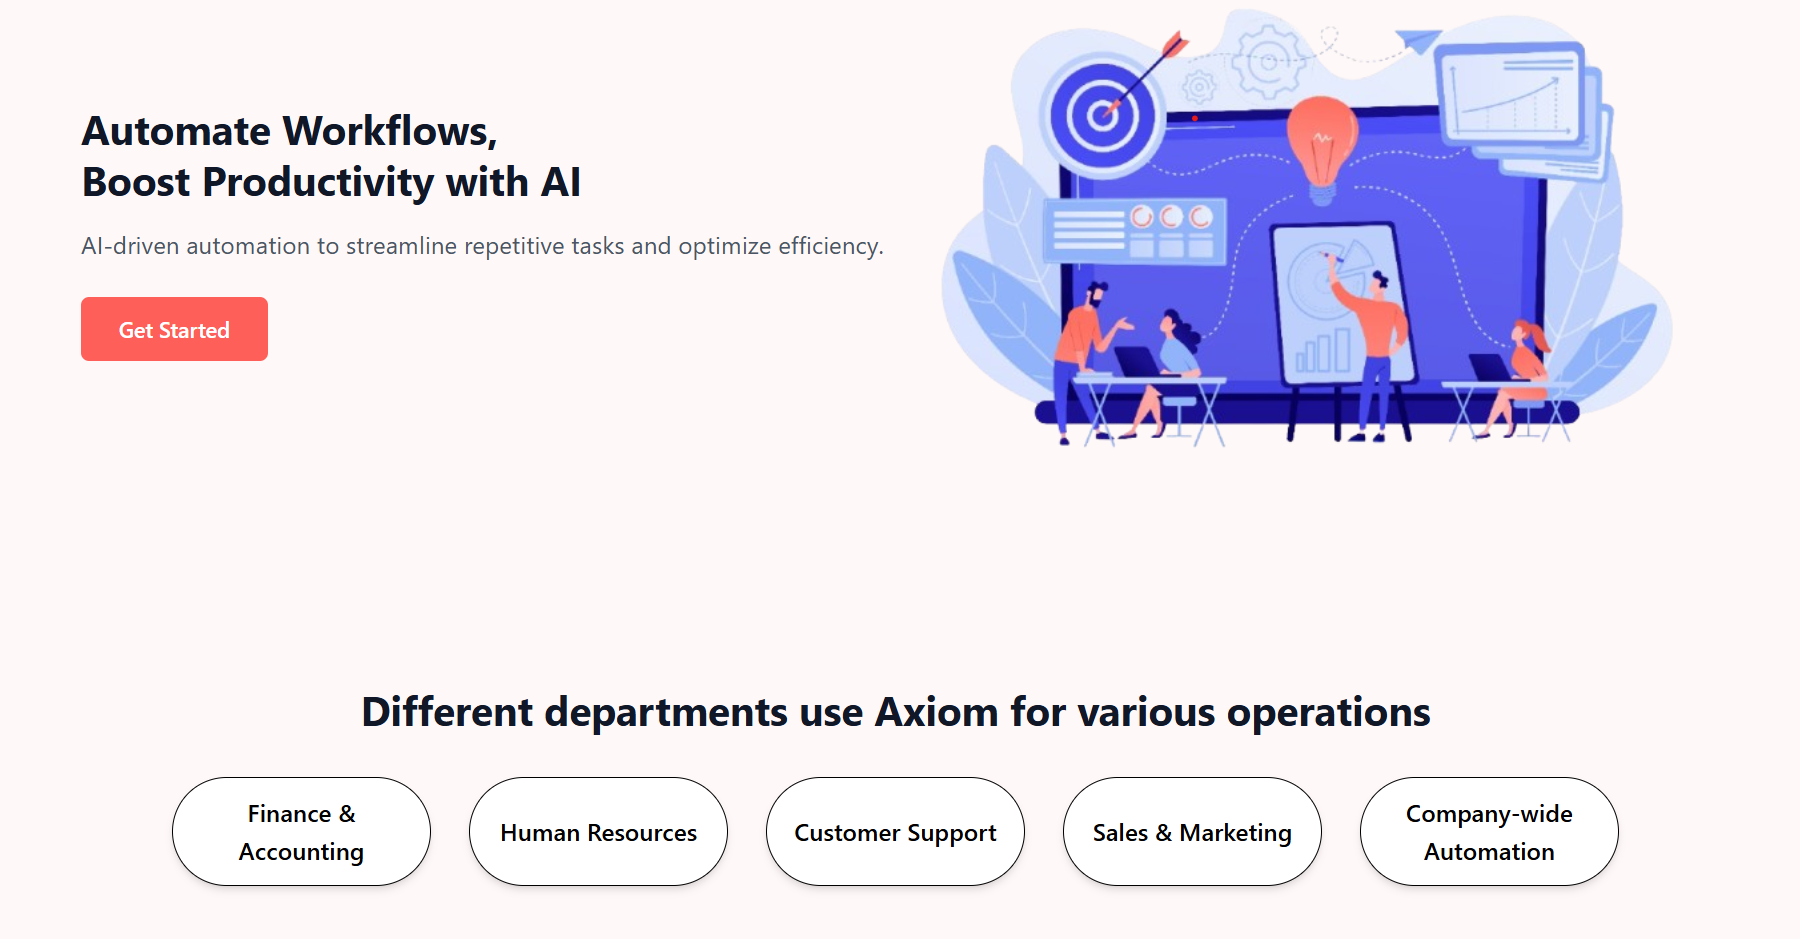 Automate Workflows,
Boost Productivity with AI
AI-driven automation to streamline repetitive tasks and optimize efficiency.
Get Started
Different departments use Axiom for various operations
Finance &
Accounting
Human Resources
Customer Support
Sales & Marketing
Company-wide
Automation